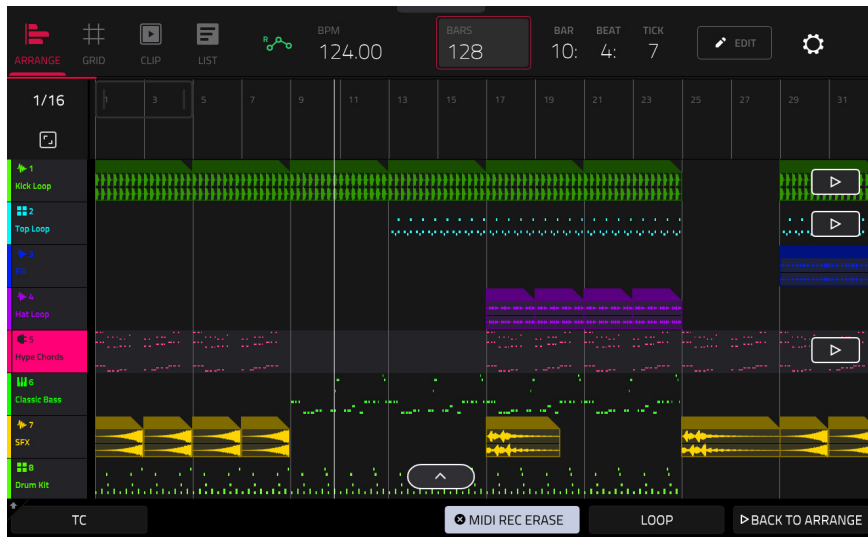 ARRANGE
GRID
CLIP
LIST
R
BPM
124.00
BARS
128
BAR
10:
BEAT
4:
TICK
7
EDIT
1/16
1 3 5 7 9 11 13 15 17 19 21 23 25 27 29 31
1
Kick Loop
2
Top Loop
3
4
Hat Loop
5
Hype Chords
6
Classic Bass
7
SFX
8
Drum Kit
TC
MIDI REC ERASE
LOOP
BACK TO ARRANGE